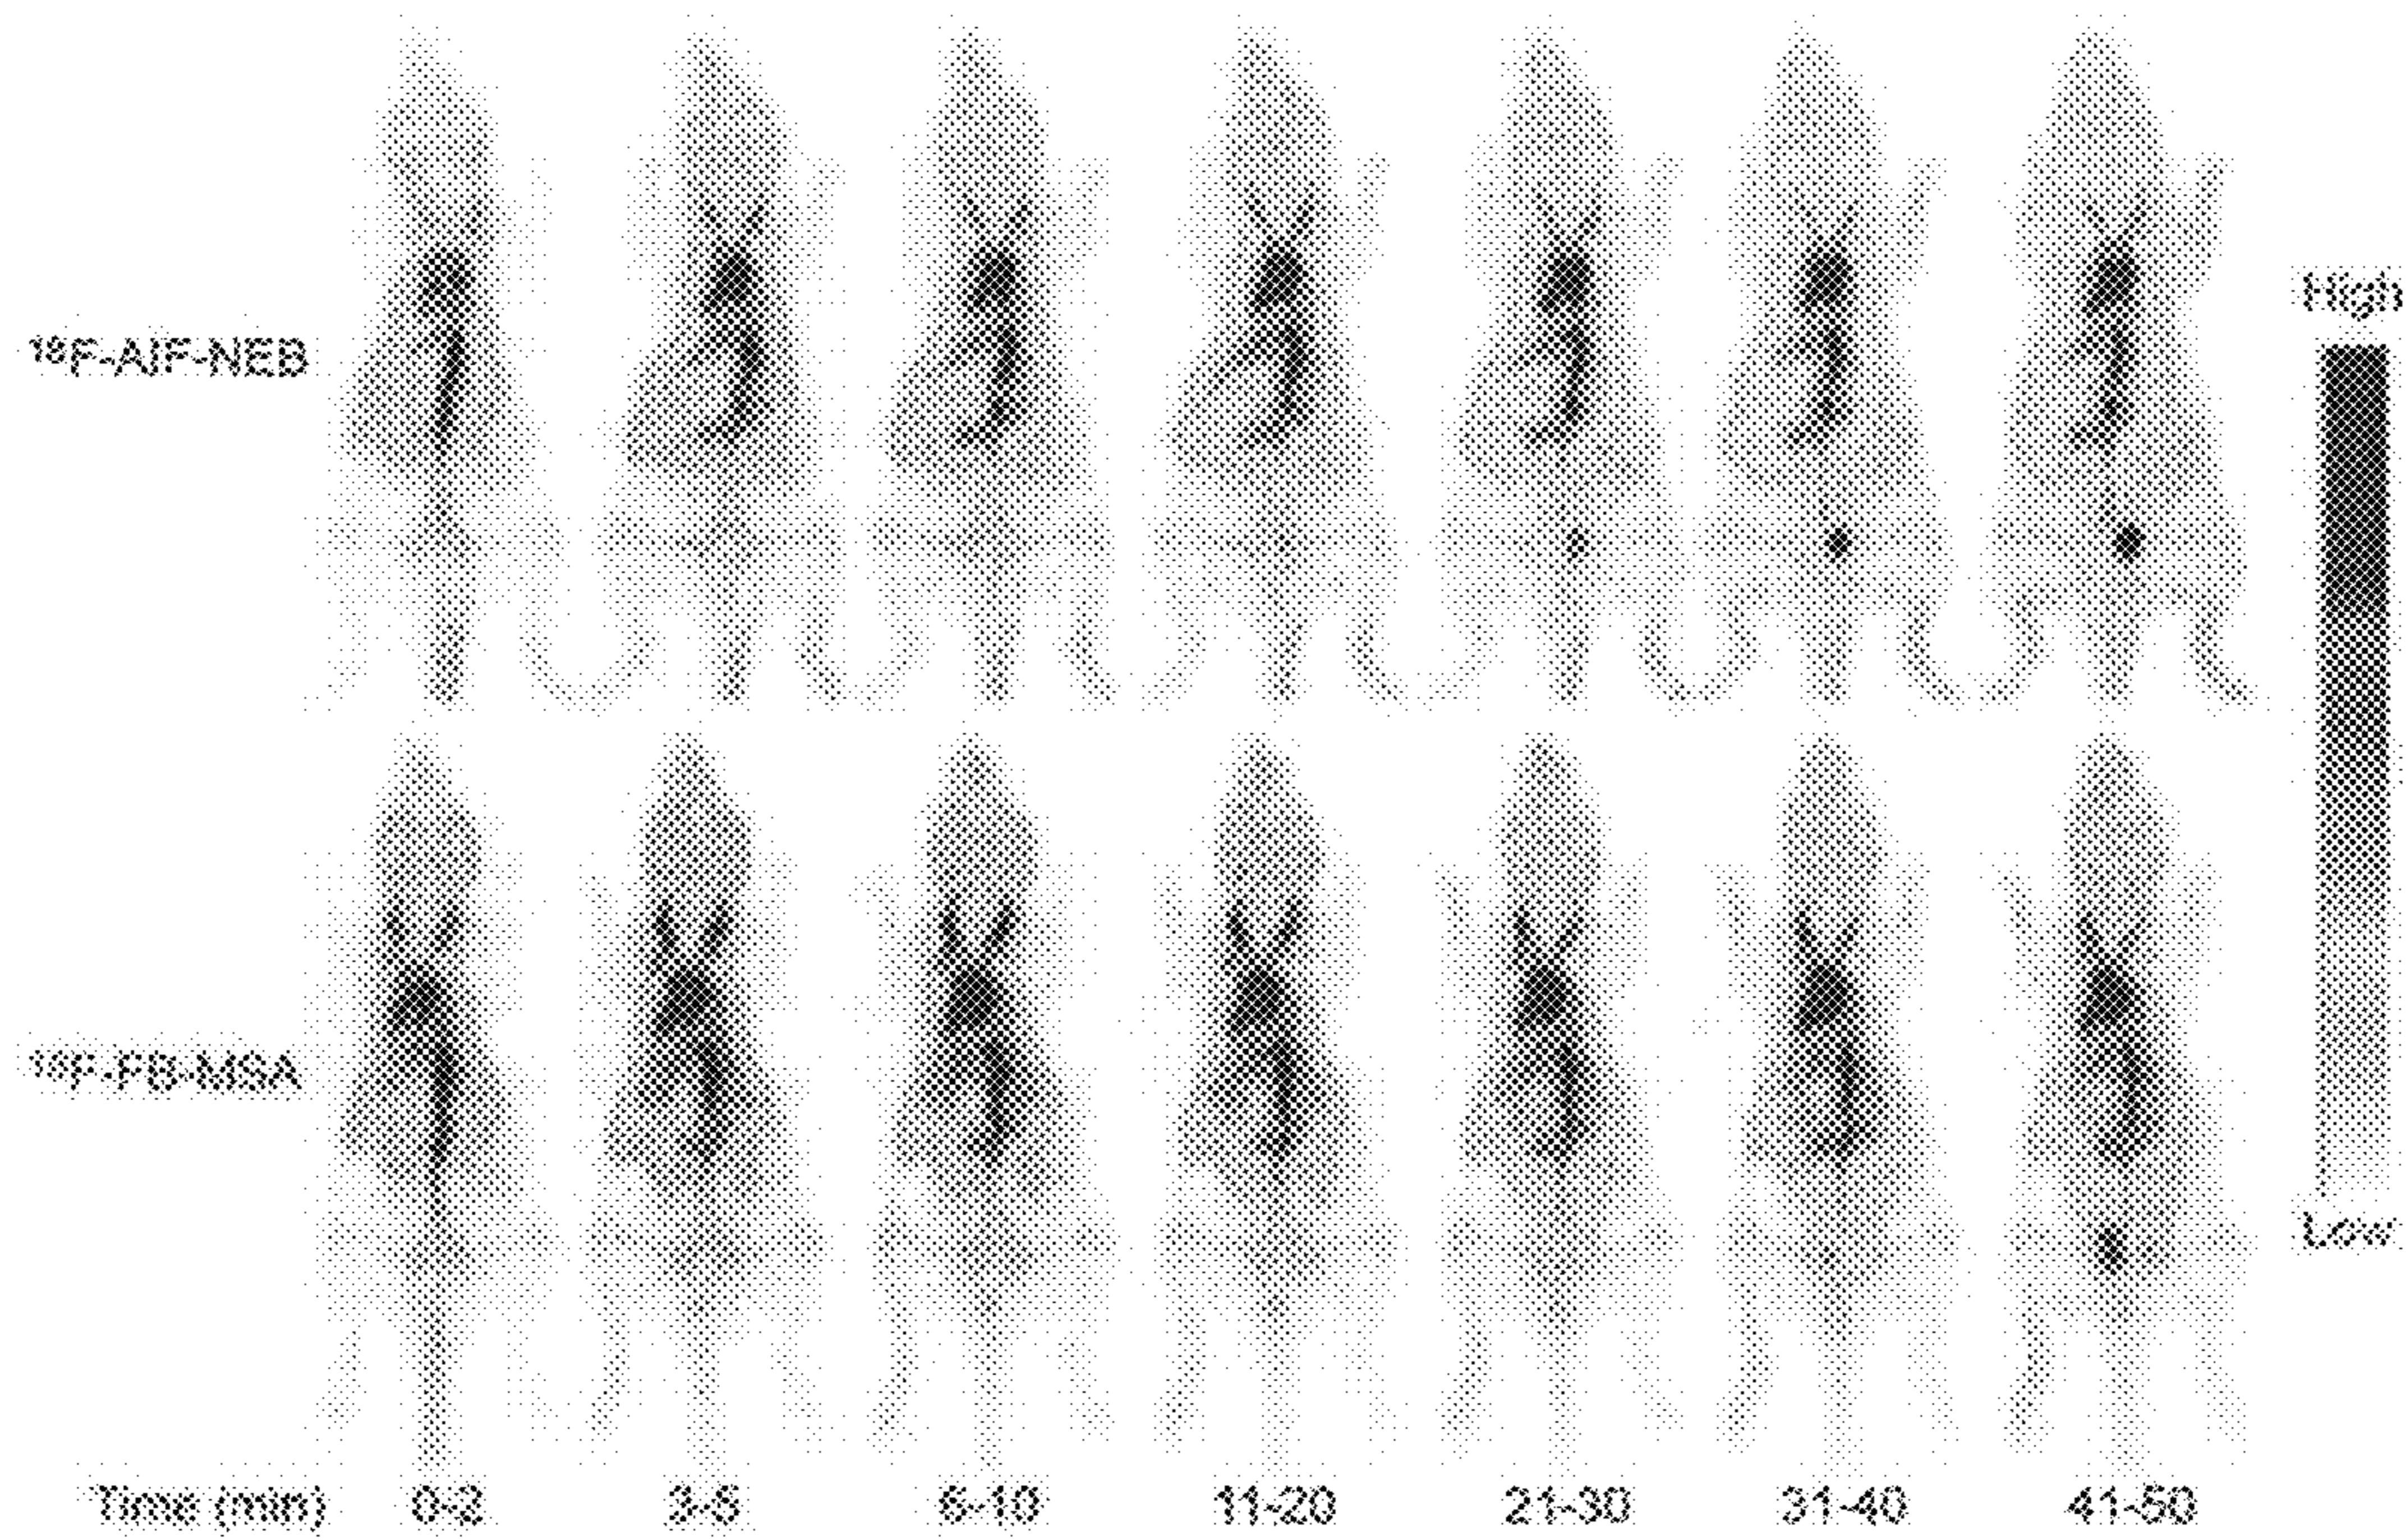 ¹⁸F-AlF-NEB
High
¹⁸F-FB-MSA
Low
Time (min) 0-2 3-5 6-10 11-20 21-30 31-40 41-50